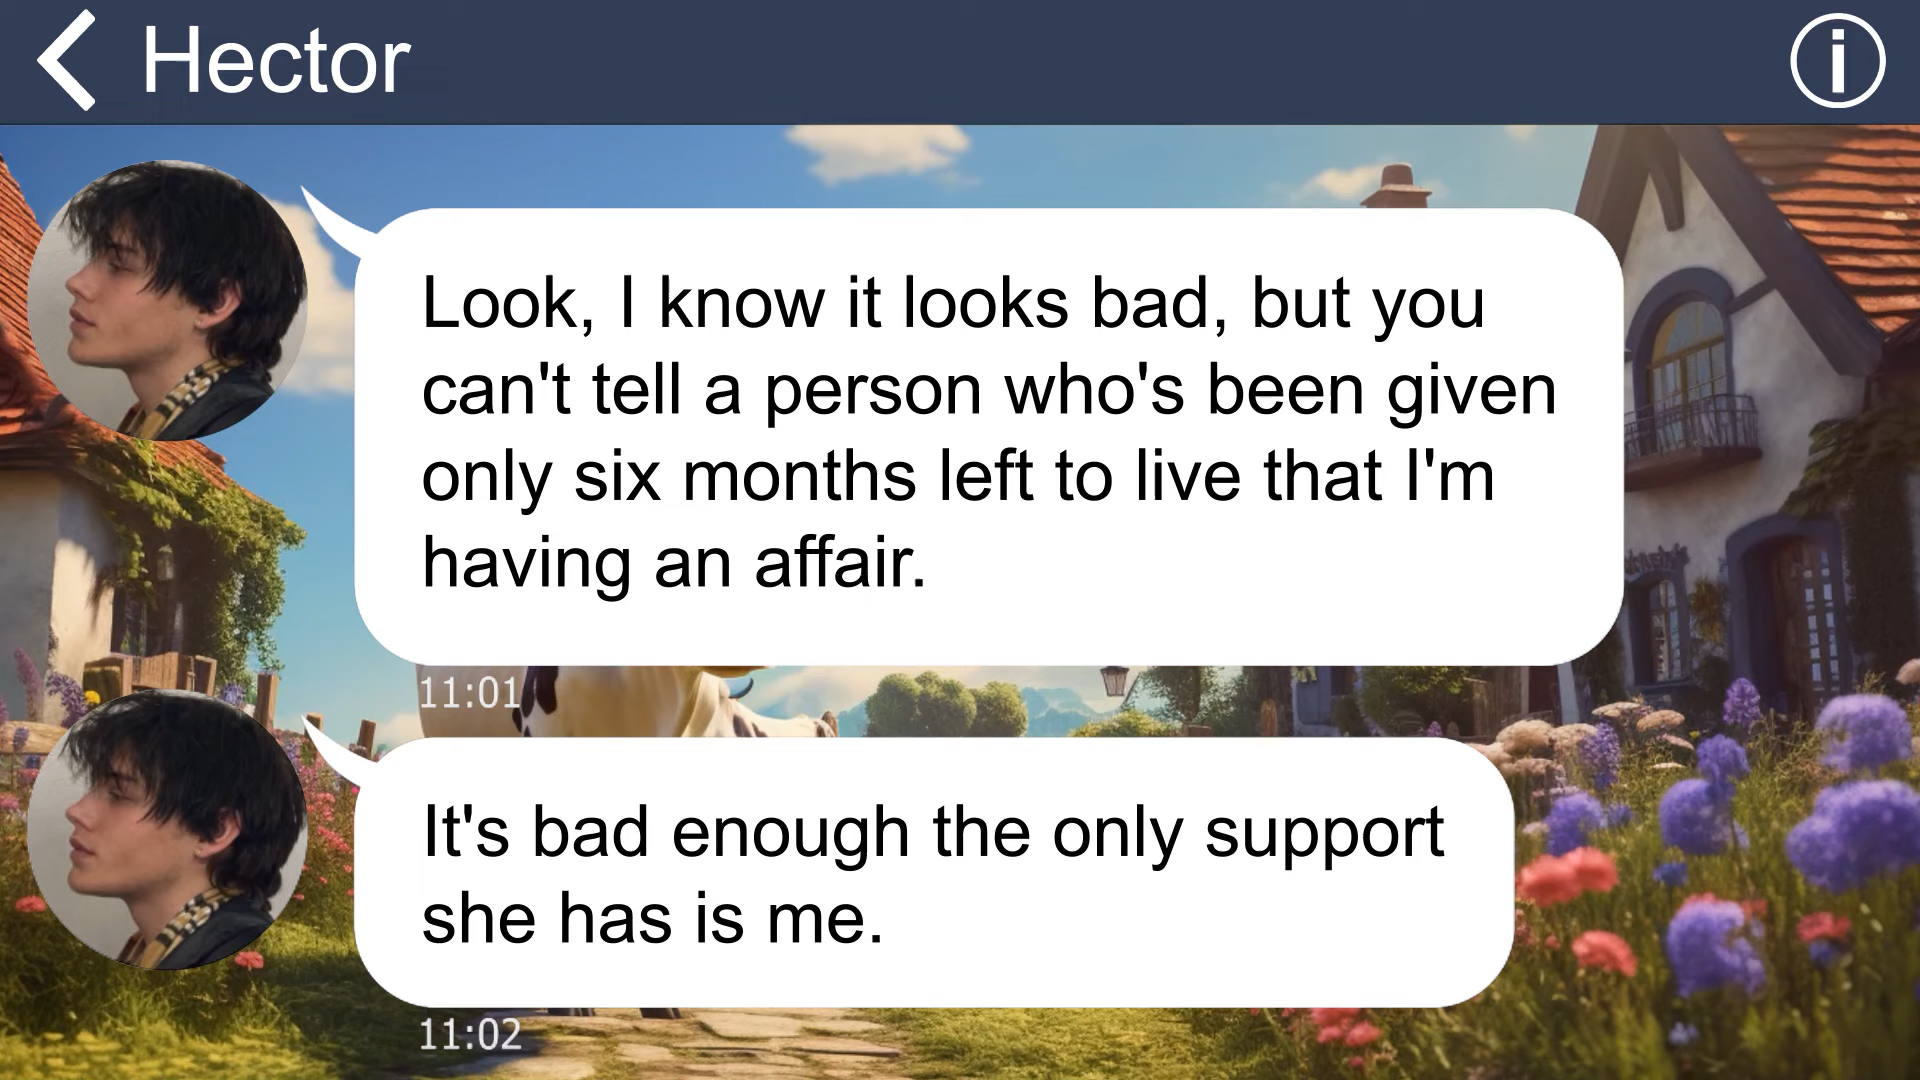 Hector
Look, I know it looks bad, but you
can't tell a person who's been given
only six months left to live that I'm
having an affair.
11:01
It's bad enough the only support
she has is me.
11:02